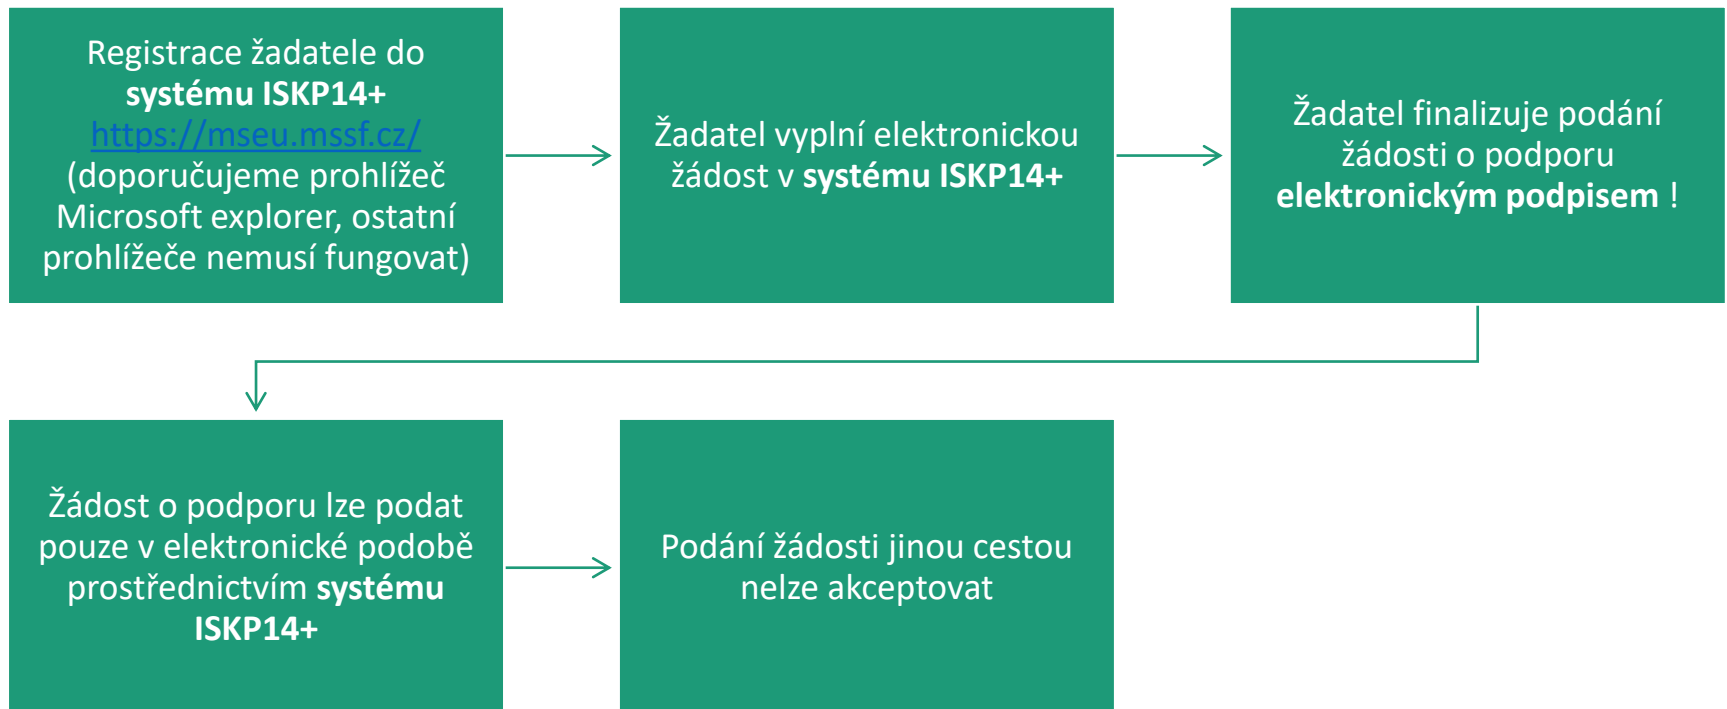 Registrace žadatele do
systému ISKP14+
https://mseu.mssf.cz/
(doporučujeme prohlížeč
Microsoft explorer, ostatní
prohlížeče nemusí fungovat)
Žadatel vyplní elektronickou
žádost v systému ISKP14+
Žadatel finalizuje podání
žádosti o podporu
elektronickým podpisem !
Žádost o podporu lze podat
pouze v elektronické podobě
prostřednictvím systému
ISKP14+
Podání žádosti jinou cestou
nelze akceptovat